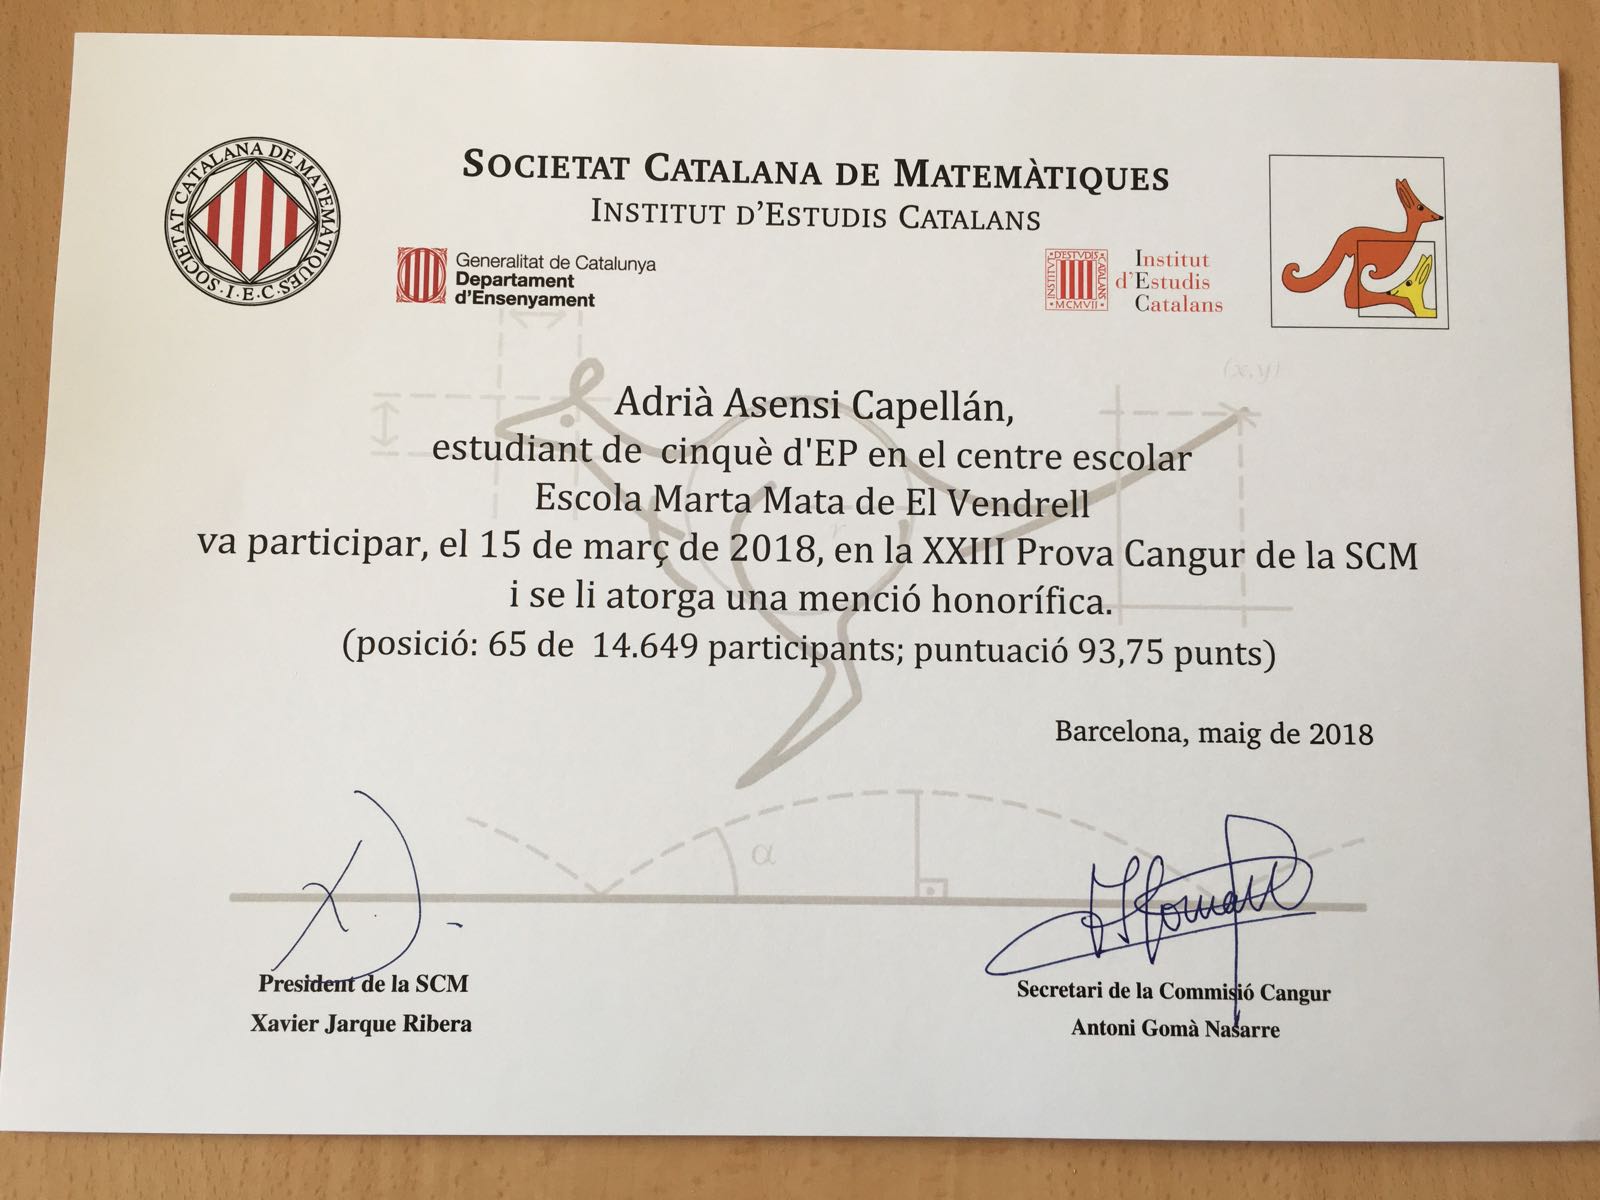 SOCIETAT CATALANA DE MATEMÀTIQUES · I.E.C.
SOCIETAT CATALANA DE MATEMÀTIQUES
INSTITUT D'ESTUDIS CATALANS
Generalitat de Catalunya
Departament
d'Ensenyament
INSTITVT D'ESTVDIS CATALANS MCMVII
Institut
d'Estudis
Catalans
(x,y)
Adrià Asensi Capellán,
estudiant de cinquè d'EP en el centre escolar
Escola Marta Mata de El Vendrell
r
va participar, el 15 de març de 2018, en la XXIII Prova Cangur de la SCM
i se li atorga una menció honorífica.
(posició: 65 de 14.649 participants; puntuació 93,75 punts)
Barcelona, maig de 2018
α
President de la SCM
Xavier Jarque Ribera
Secretari de la Commisió Cangur
Antoni Gomà Nasarre